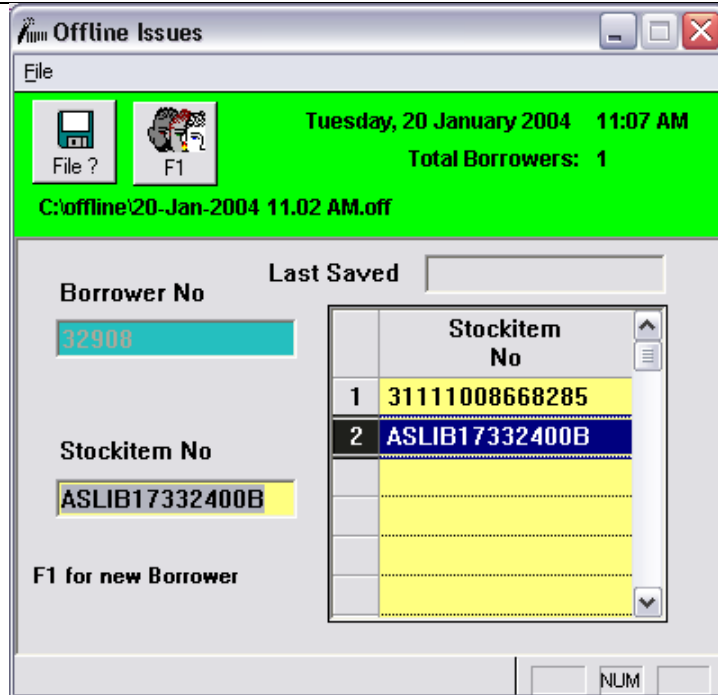 Offline Issues
File
Tuesday, 20 January 2004 11:07 AM
File ?
F1
Total Borrowers: 1
C:\offline\20-Jan-2004 11.02 AM.off
Last Saved
Borrower No
32908
Stockitem
No
1 31111008668285
2 ASLIB17332400B
Stockitem No
ASLIB17332400B
F1 for new Borrower
NUM